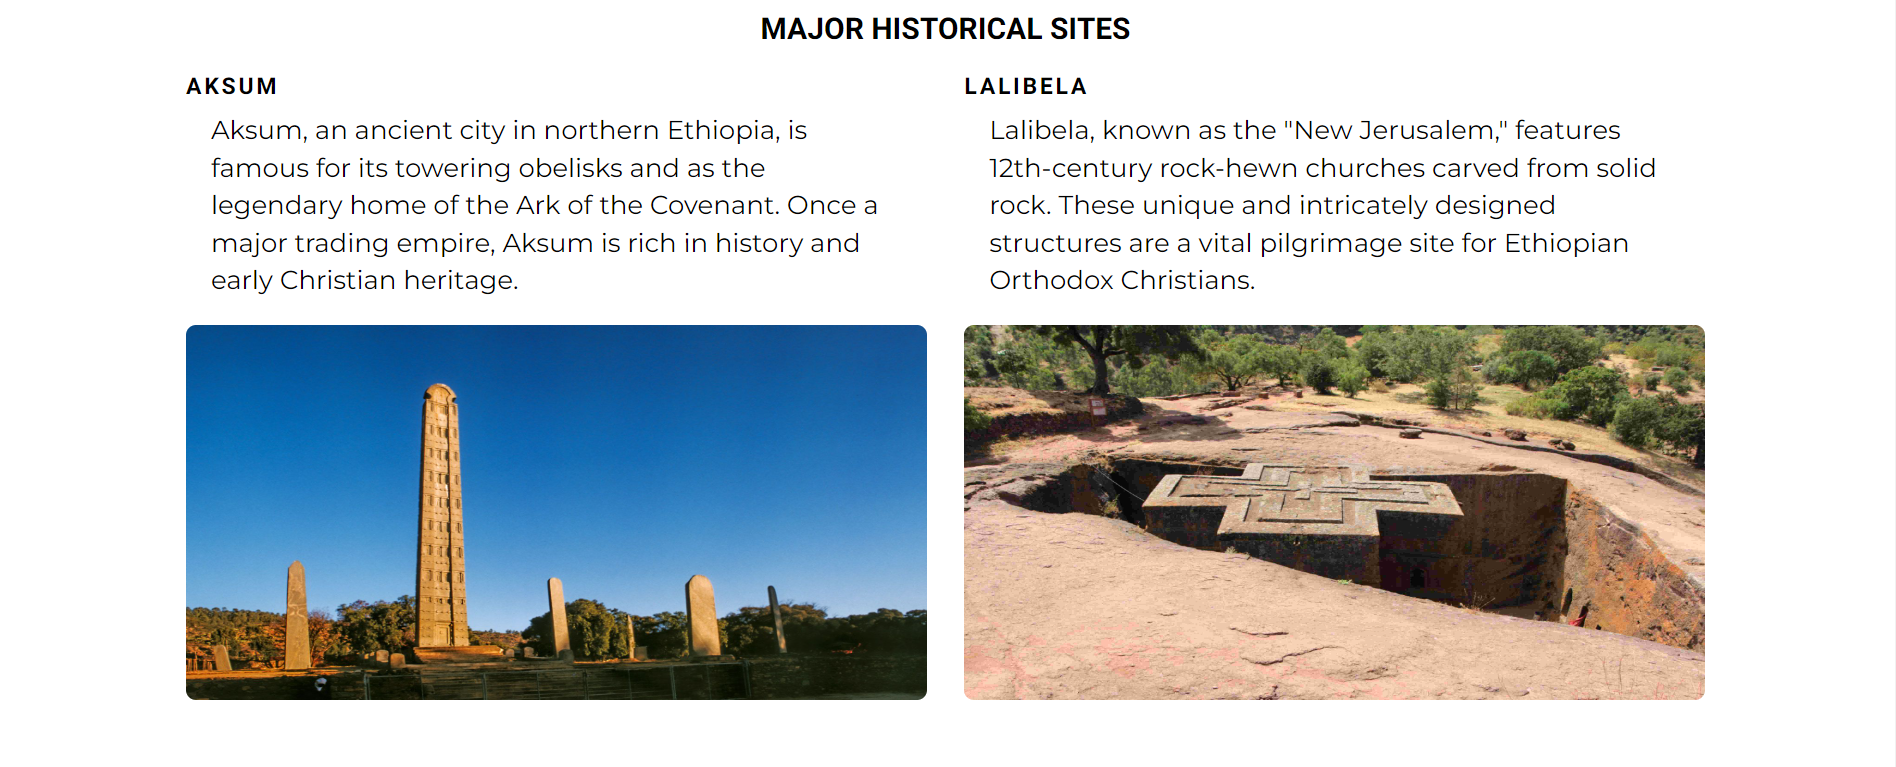 MAJOR HISTORICAL SITES
AKSUM
Aksum, an ancient city in northern Ethiopia, is
famous for its towering obelisks and as the
legendary home of the Ark of the Covenant. Once a
major trading empire, Aksum is rich in history and
early Christian heritage.
LALIBELA
Lalibela, known as the "New Jerusalem," features
12th-century rock-hewn churches carved from solid
rock. These unique and intricately designed
structures are a vital pilgrimage site for Ethiopian
Orthodox Christians.